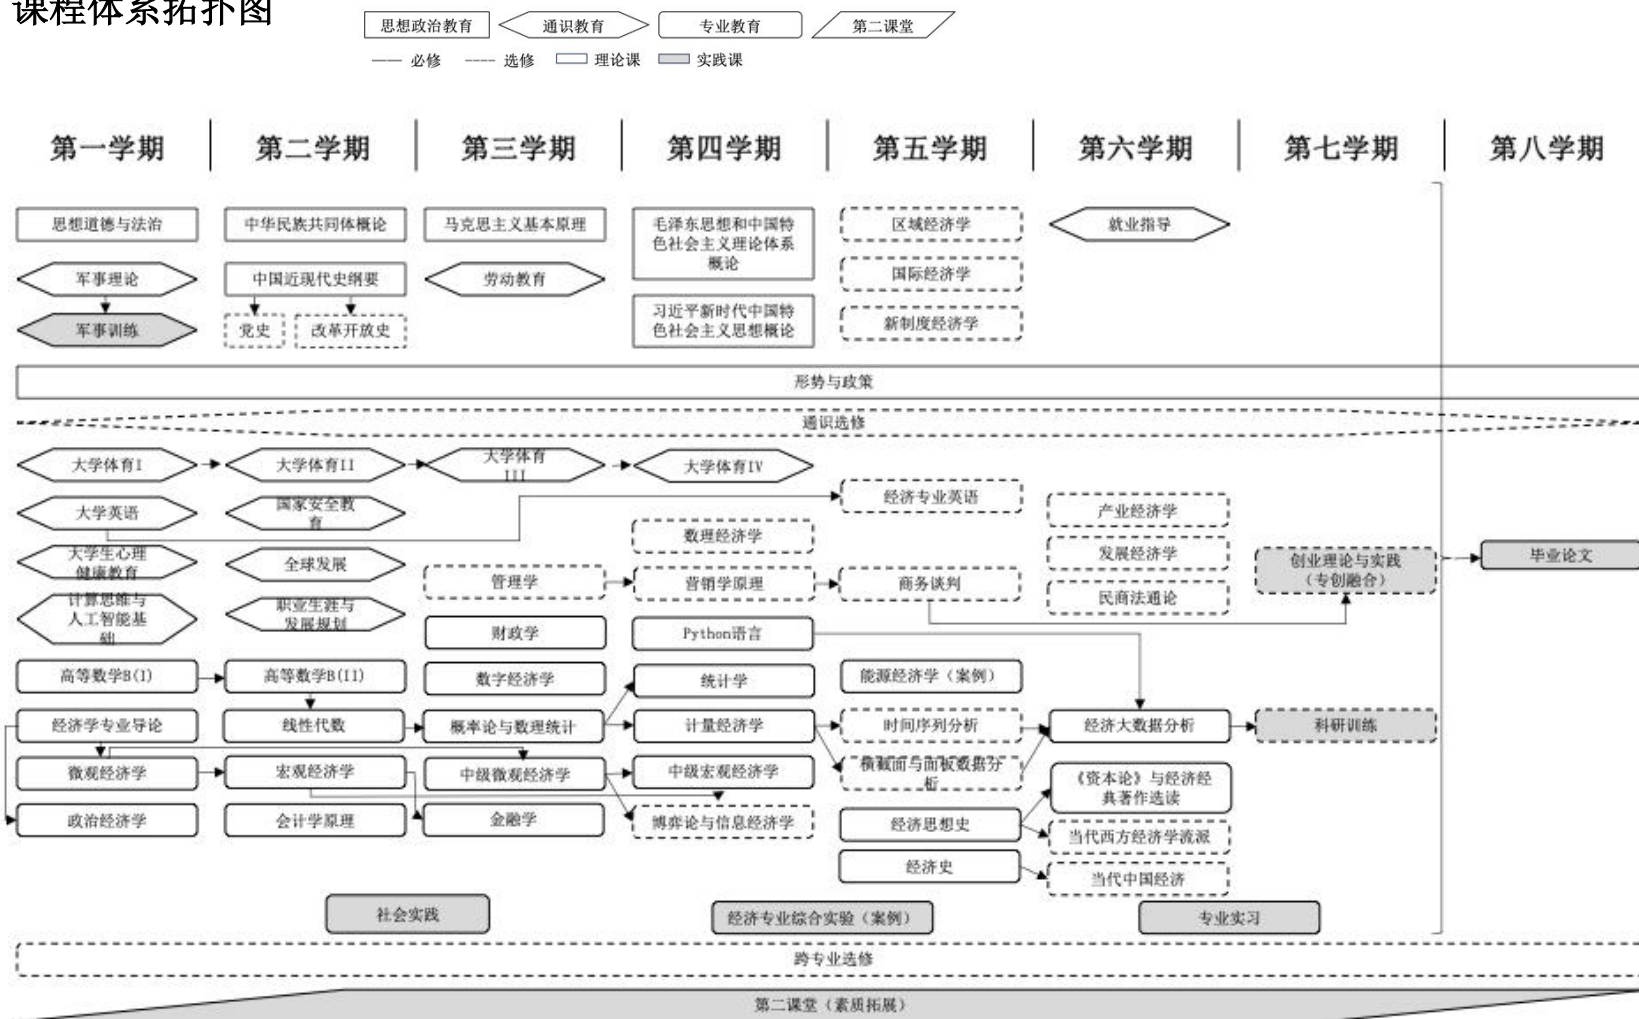 课程体系拓扑图
思想政治教育
通识教育
专业教育
第二课堂
必修
选修
理论课
实践课
第一学期
第二学期
第三学期
第四学期
第五学期
第六学期
第七学期
第八学期
思想道德与法治
中华民族共同体概论
马克思主义基本原理
毛泽东思想和中国特
色社会主义理论体系
概论
区域经济学
就业指导
军事理论
中国近现代史纲要
劳动教育
国际经济学
军事训练
党史
改革开放史
习近平新时代中国特
色社会主义思想概论
新制度经济学
形势与政策
通识选修
大学体育I
大学体育II
大学体育
III
大学体育IV
大学英语
国家安全教
育
经济专业英语
产业经济学
数理经济学
大学生心理
健康教育
全球发展
管理学
营销学原理
商务谈判
发展经济学
创业理论与实践
（专创融合）
毕业论文
计算思维与
人工智能基
础
职业生涯与
发展规划
民商法通论
财政学
Python语言
高等数学B(I)
高等数学B(II)
数字经济学
统计学
能源经济学（案例）
经济学专业导论
线性代数
概率论与数理统计
计量经济学
时间序列分析
经济大数据分析
科研训练
微观经济学
宏观经济学
中级微观经济学
中级宏观经济学
横截面与面板数据分
析
《资本论》与经济经
典著作选读
政治经济学
会计学原理
金融学
博弈论与信息经济学
经济思想史
当代西方经济学流派
经济史
当代中国经济
社会实践
经济专业综合实验（案例）
专业实习
跨专业选修
第二课堂（素质拓展）